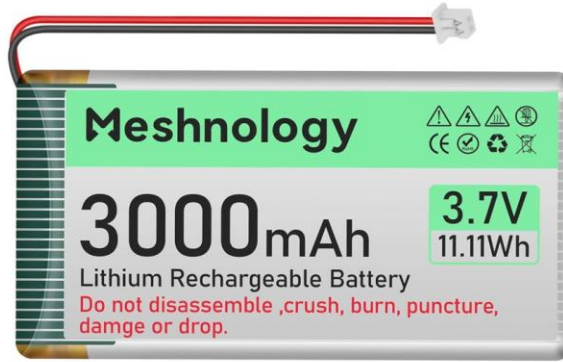 Meshnology
3000mAh
3.7V
11.11Wh
Lithium Rechargeable Battery
Do not disassemble ,crush, burn, puncture,
damge or drop.